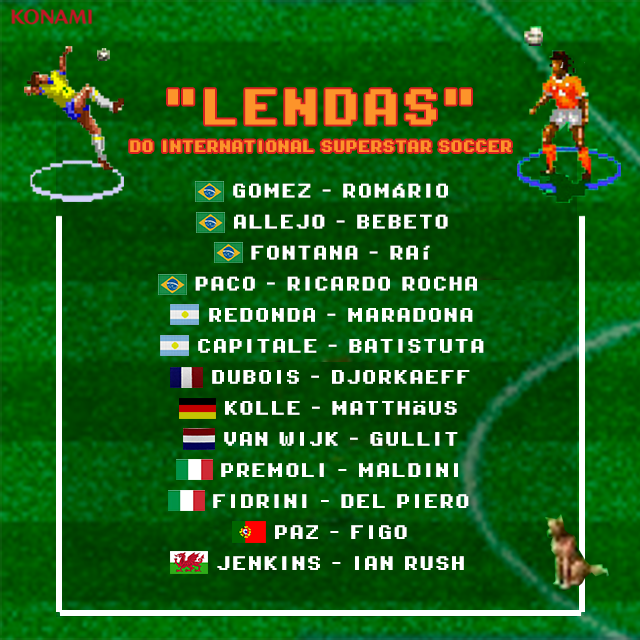 KONAMI
"LENDAS"
DO INTERNATIONAL SUPERSTAR SOCCER
GOMEZ - ROMáRIO
ALLEJO - BEBETO
FONTANA - RAí
PACO - RICARDO ROCHA
REDONDA - MARADONA
CAPITALE - BATISTUTA
DUBOIS - DJORKAEFF
KOLLE - MATTHäUS
VAN WIJK - GULLIT
PREMOLI - MALDINI
FIDRINI - DEL PIERO
PAZ - FIGO
JENKINS - IAN RUSH